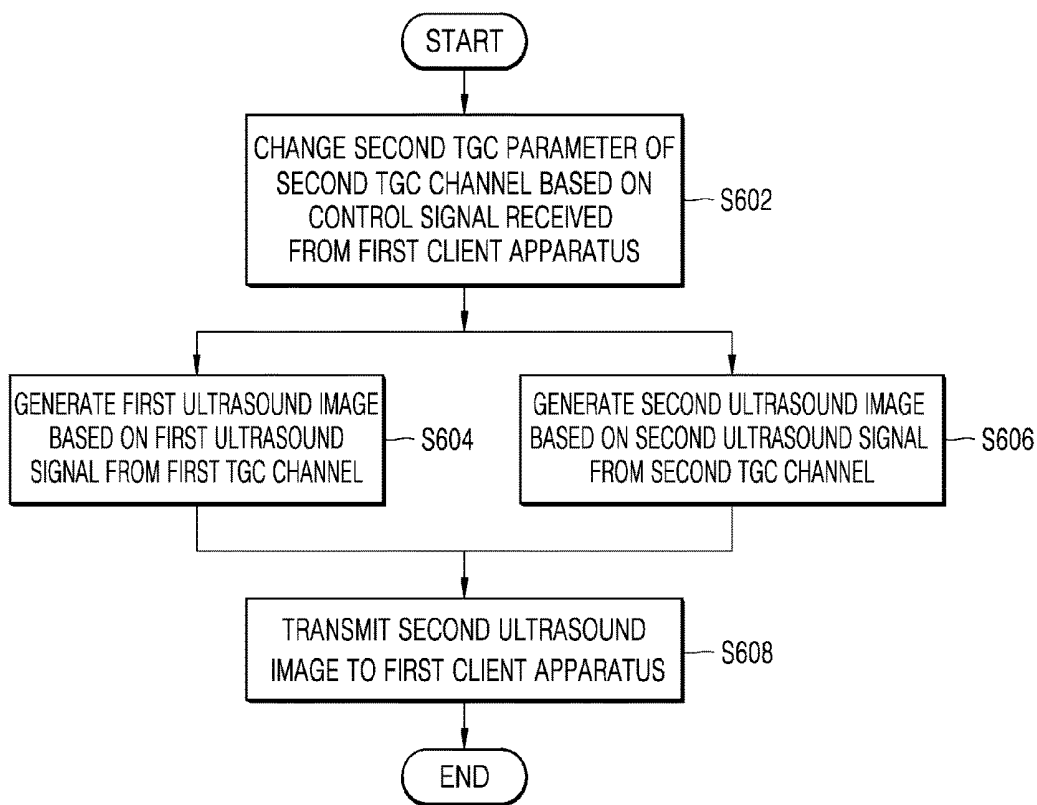 START
CHANGE SECOND TGC PARAMETER OF
SECOND TGC CHANNEL BASED ON
CONTROL SIGNAL RECEIVED
FROM FIRST CLIENT APPARATUS
S602
GENERATE FIRST ULTRASOUND IMAGE
BASED ON FIRST ULTRASOUND
SIGNAL FROM FIRST TGC CHANNEL
S604
GENERATE SECOND ULTRASOUND IMAGE
BASED ON SECOND ULTRASOUND SIGNAL
FROM SECOND TGC CHANNEL
S606
TRANSMIT SECOND ULTRASOUND
IMAGE TO FIRST CLIENT APPARATUS
S608
END